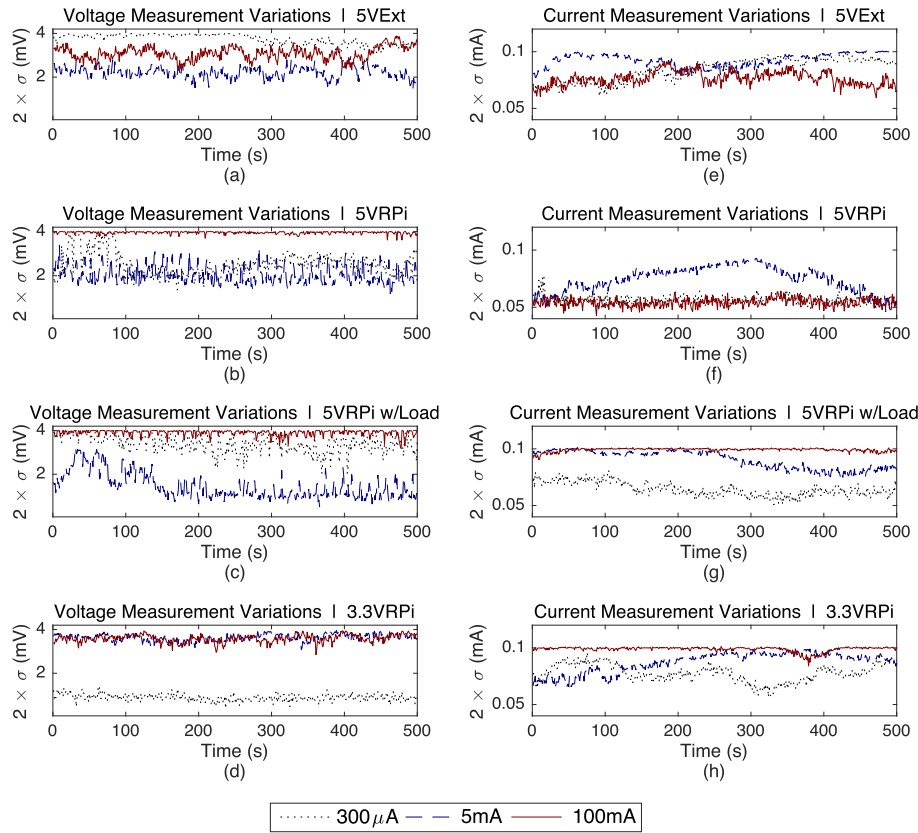 Voltage Measurement Variations | 5VExt
2 × σ (mV)
4
2
0 100 200 300 400 500
Time (s)
(a)
Current Measurement Variations | 5VExt
2 × σ (mA)
0.1
0.05
0 100 200 300 400 500
Time (s)
(e)
Voltage Measurement Variations | 5VRPi
2 × σ (mV)
4
2
0 100 200 300 400 500
Time (s)
(b)
Current Measurement Variations | 5VRPi
2 × σ (mA)
0.1
0.05
0 100 200 300 400 500
Time (s)
(f)
Voltage Measurement Variations | 5VRPi w/Load
2 × σ (mV)
4
2
0 100 200 300 400 500
Time (s)
(c)
Current Measurement Variations | 5VRPi w/Load
2 × σ (mA)
0.1
0.05
0 100 200 300 400 500
Time (s)
(g)
Voltage Measurement Variations | 3.3VRPi
2 × σ (mV)
4
2
0 100 200 300 400 500
Time (s)
(d)
Current Measurement Variations | 3.3VRPi
2 × σ (mA)
0.1
0.05
0 100 200 300 400 500
Time (s)
(h)
300μA 5mA 100mA